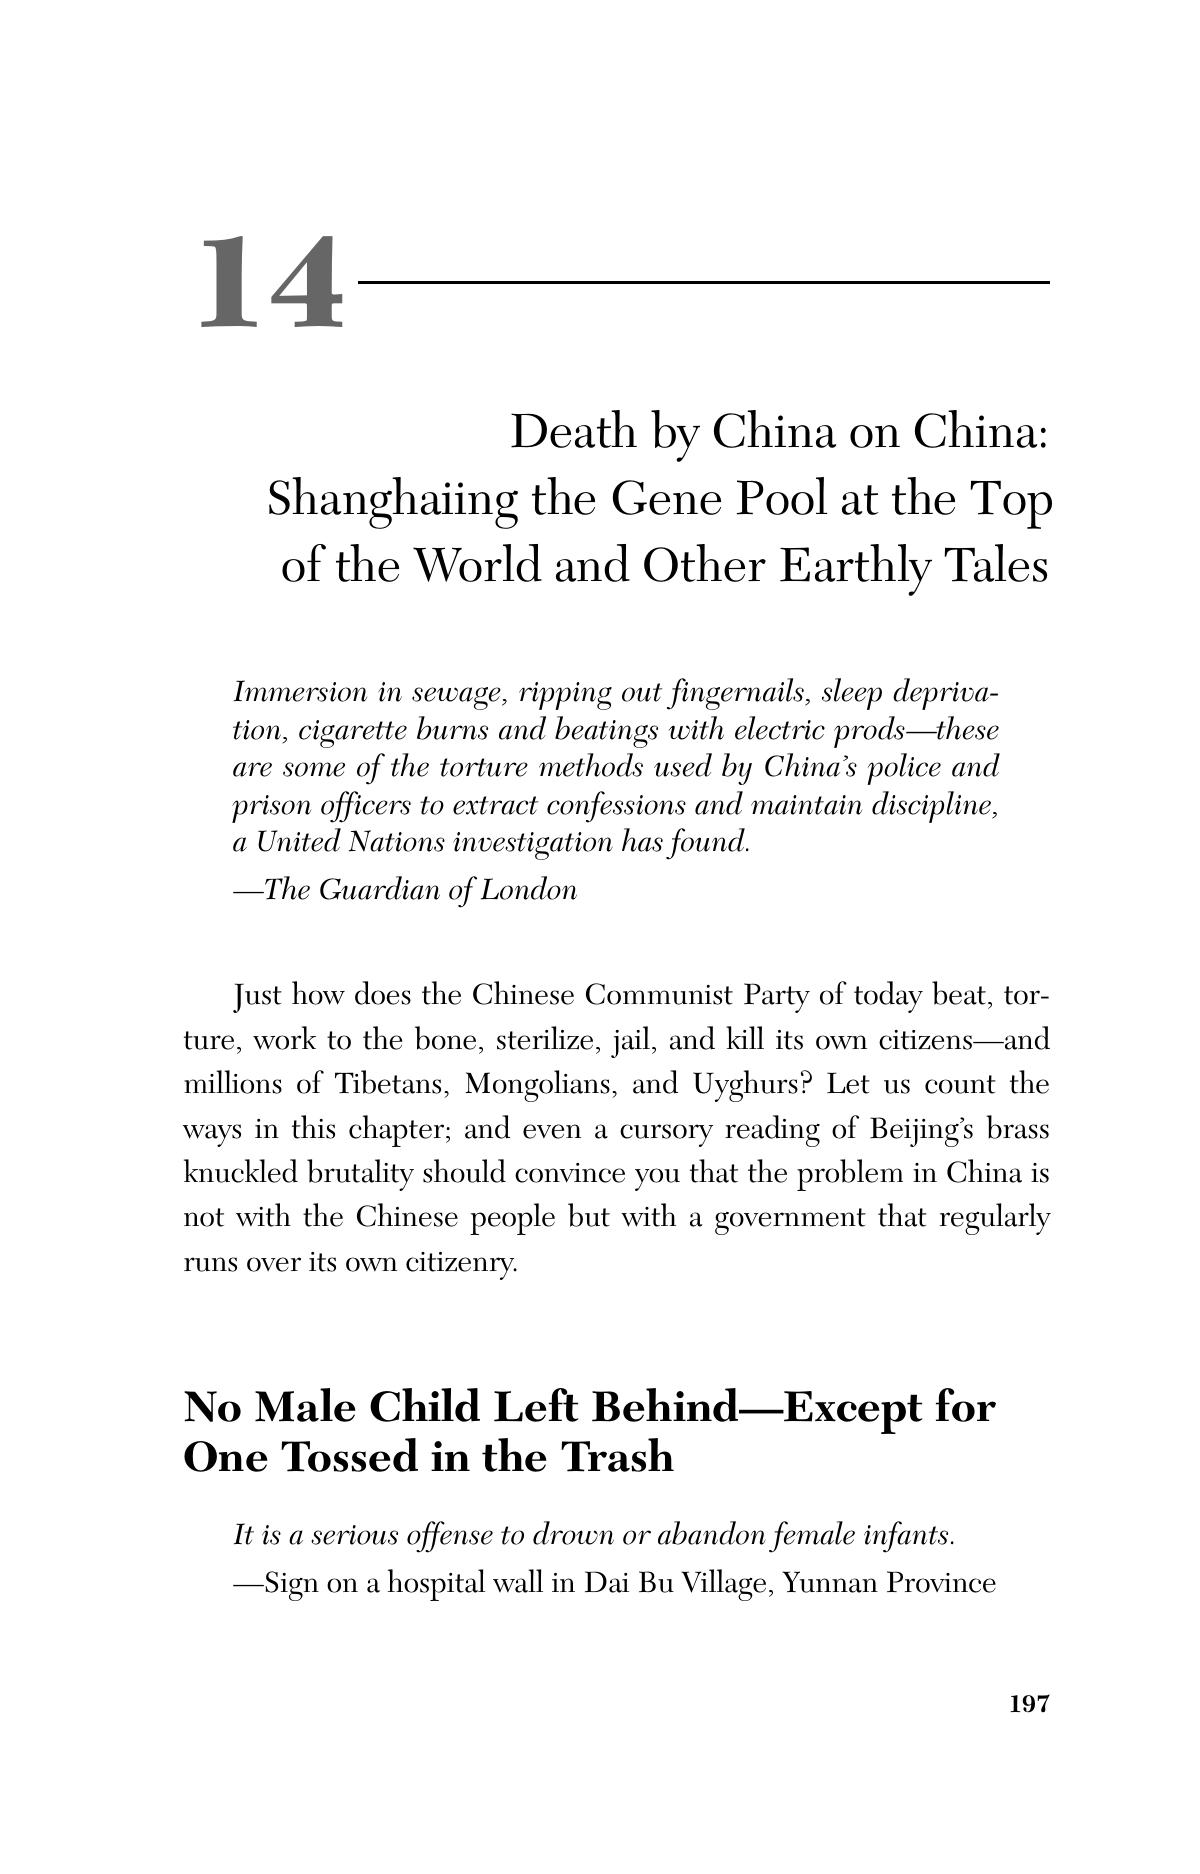 14
Death by China on China:
Shanghaiing the Gene Pool at the Top
of the World and Other Earthly Tales
Immersion in sewage, ripping out fingernails, sleep depriva-
tion, cigarette burns and beatings with electric prods—these
are some of the torture methods used by China’s police and
prison officers to extract confessions and maintain discipline,
a United Nations investigation has found.
—The Guardian of London
Just how does the Chinese Communist Party of today beat, tor-
ture, work to the bone, sterilize, jail, and kill its own citizens—and
millions of Tibetans, Mongolians, and Uyghurs? Let us count the
ways in this chapter; and even a cursory reading of Beijing’s brass
knuckled brutality should convince you that the problem in China is
not with the Chinese people but with a government that regularly
runs over its own citizenry.
No Male Child Left Behind—Except for
One Tossed in the Trash
It is a serious offense to drown or abandon female infants.
—Sign on a hospital wall in Dai Bu Village, Yunnan Province
197